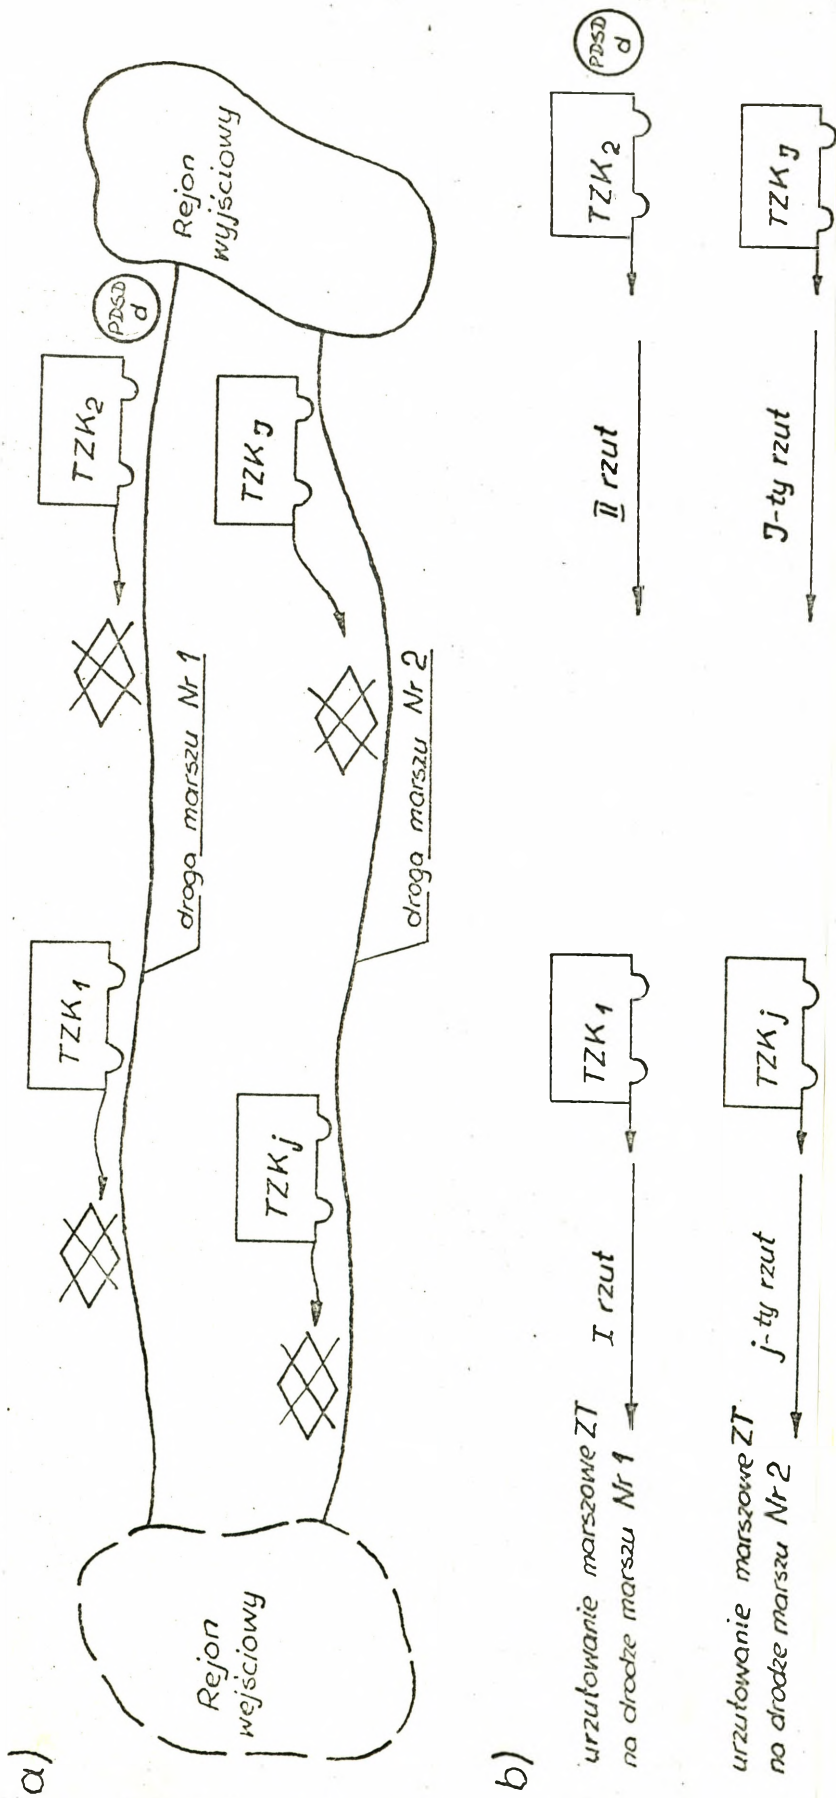 a)
TZK1
TZK2
PDSD
d
Rejon
wejściowy
Rejon
wyjściowy
droga marszu Nr 1
TZKj
TZKJ
droga marszu Nr 2
b)
urzutowanie marszowe ZT
na drodze marszu Nr 1
I rzut
TZK1
II rzut
TZK2
PDSD
d
urzutowanie marszowe ZT
na drodze marszu Nr 2
j-ty rzut
TZKj
J-ty rzut
TZKJ